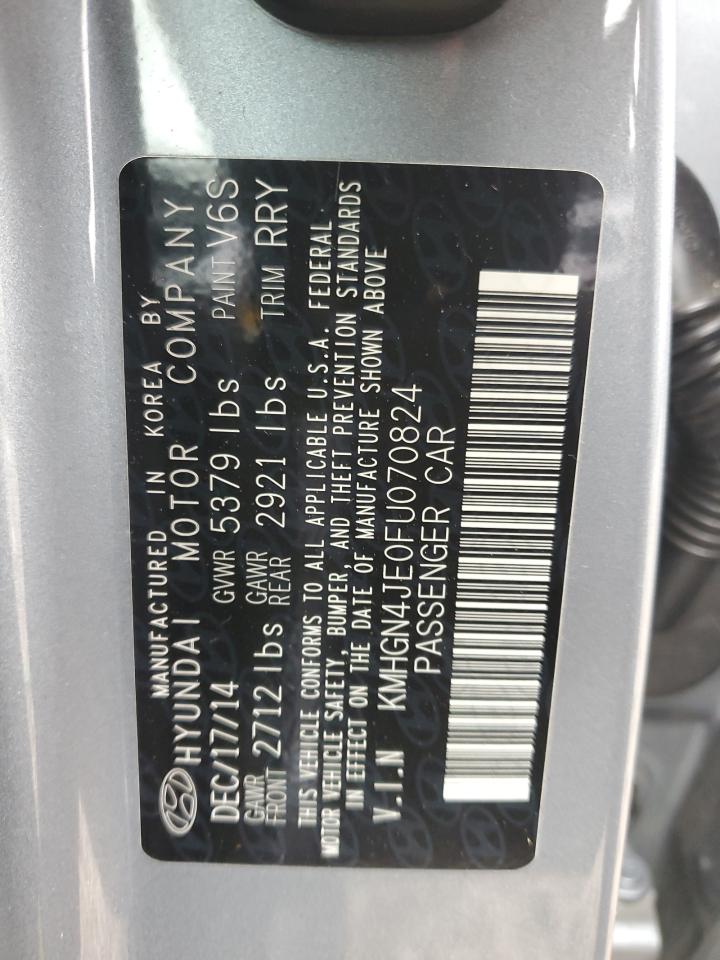 MANUFACTURED IN KOREA BY
HYUNDAI MOTOR COMPANY
DEC/17/14 GVWR 5379 lbs PAINT V6S
GAWR FRONT 2712 lbs GAWR REAR 2921 lbs TRIM RRY
THIS VEHICLE CONFORMS TO ALL APPLICABLE U.S.A. FEDERAL
MOTOR VEHICLE SAFETY, BUMPER, AND THEFT PREVENTION STANDARDS
IN EFFECT ON THE DATE OF MANUFACTURE SHOWN ABOVE
V.I.N KMHGN4JE0FU070824
PASSENGER CAR